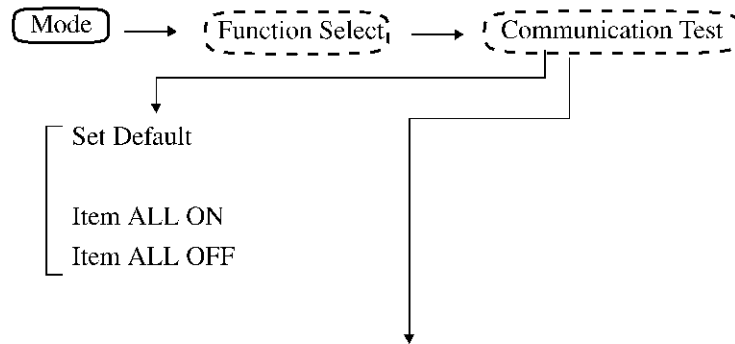 Mode Function Select Communication Test
Set Default
Item ALL ON
Item ALL OFF